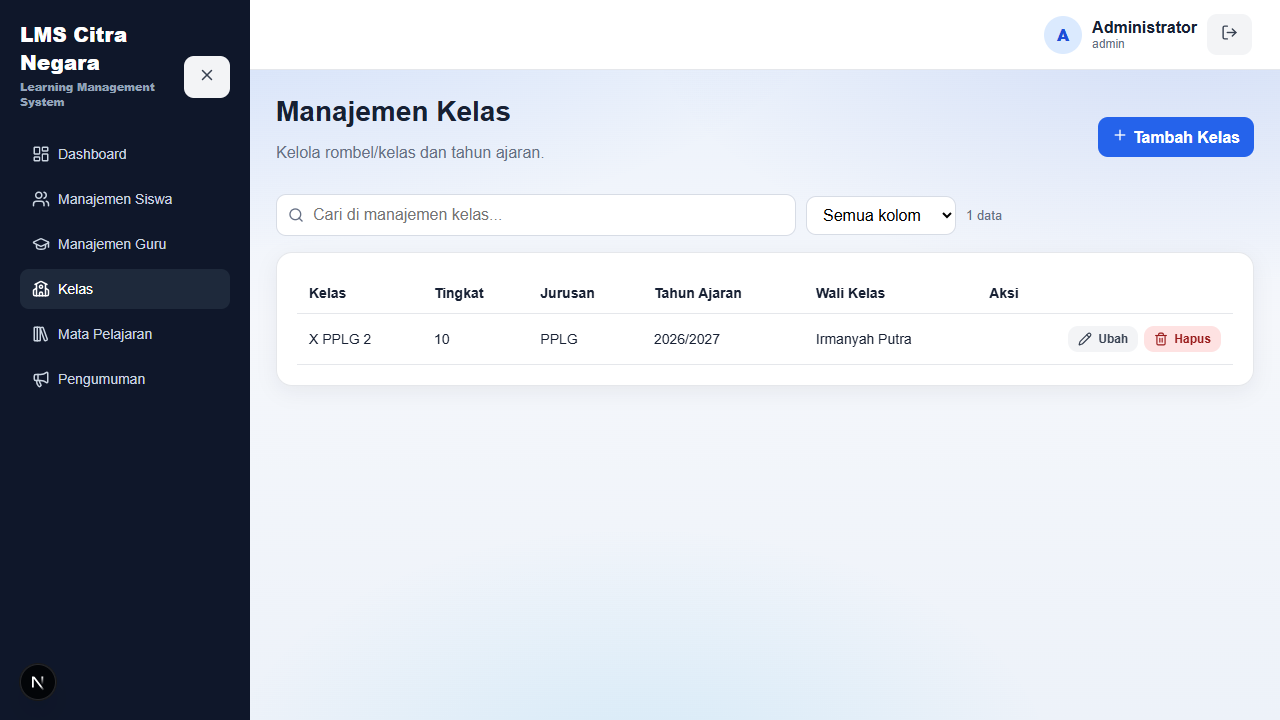 LMS Citra
Negara
Learning Management
System
Dashboard
Manajemen Siswa
Manajemen Guru
Kelas
Mata Pelajaran
Pengumuman
N
A
Administrator
admin
Manajemen Kelas
Kelola rombel/kelas dan tahun ajaran.
Tambah Kelas
Cari di manajemen kelas...
Semua kolom
1 data
Kelas Tingkat Jurusan Tahun Ajaran Wali Kelas Aksi
X PPLG 2 10 PPLG 2026/2027 Irmanyah Putra Ubah Hapus